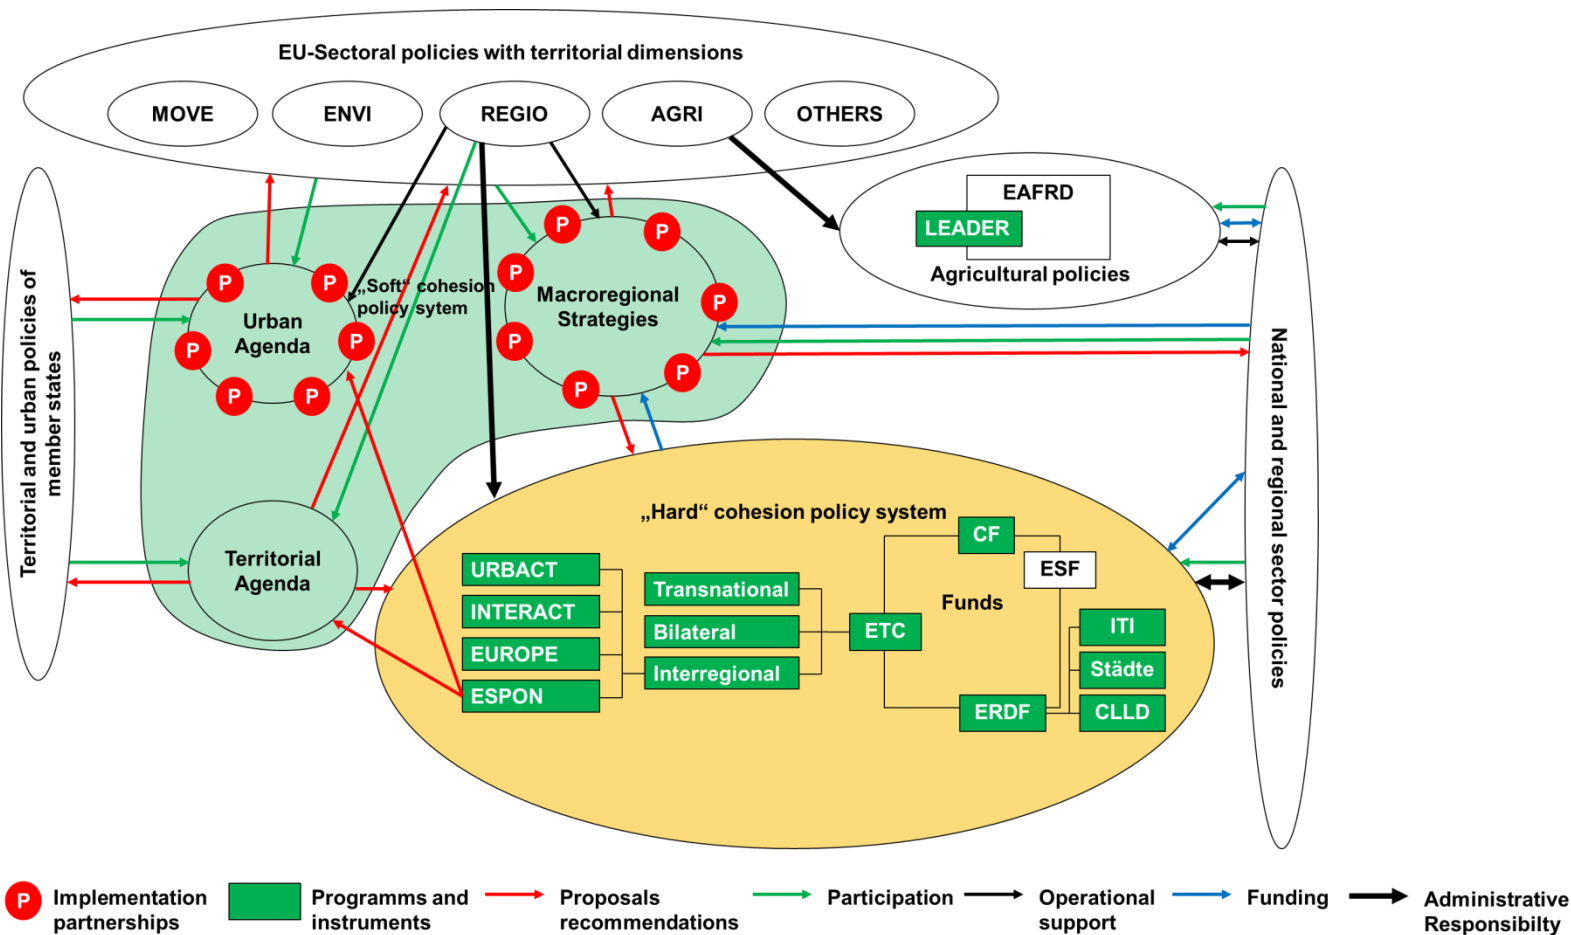 EU-Sectoral policies with territorial dimensions
MOVE
ENVI
REGIO
AGRI
OTHERS
Territorial and urban policies of
member states
EAFRD
LEADER
Agricultural policies
National and regional sector policies
P
P
P
P
P
P
Urban
Agenda
„Soft“ cohesion
policy sytem
P
P
P
P
P
P
P
Macroregional
Strategies
Territorial
Agenda
„Hard“ cohesion policy system
URBACT
INTERACT
EUROPE
ESPON
Transnational
Bilateral
Interregional
ETC
CF
ESF
Funds
ERDF
ITI
Städte
CLLD
P
Implementation
partnerships
Programms and
instruments
Proposals
recommendations
Participation
Operational
support
Funding
Administrative
Responsibilty